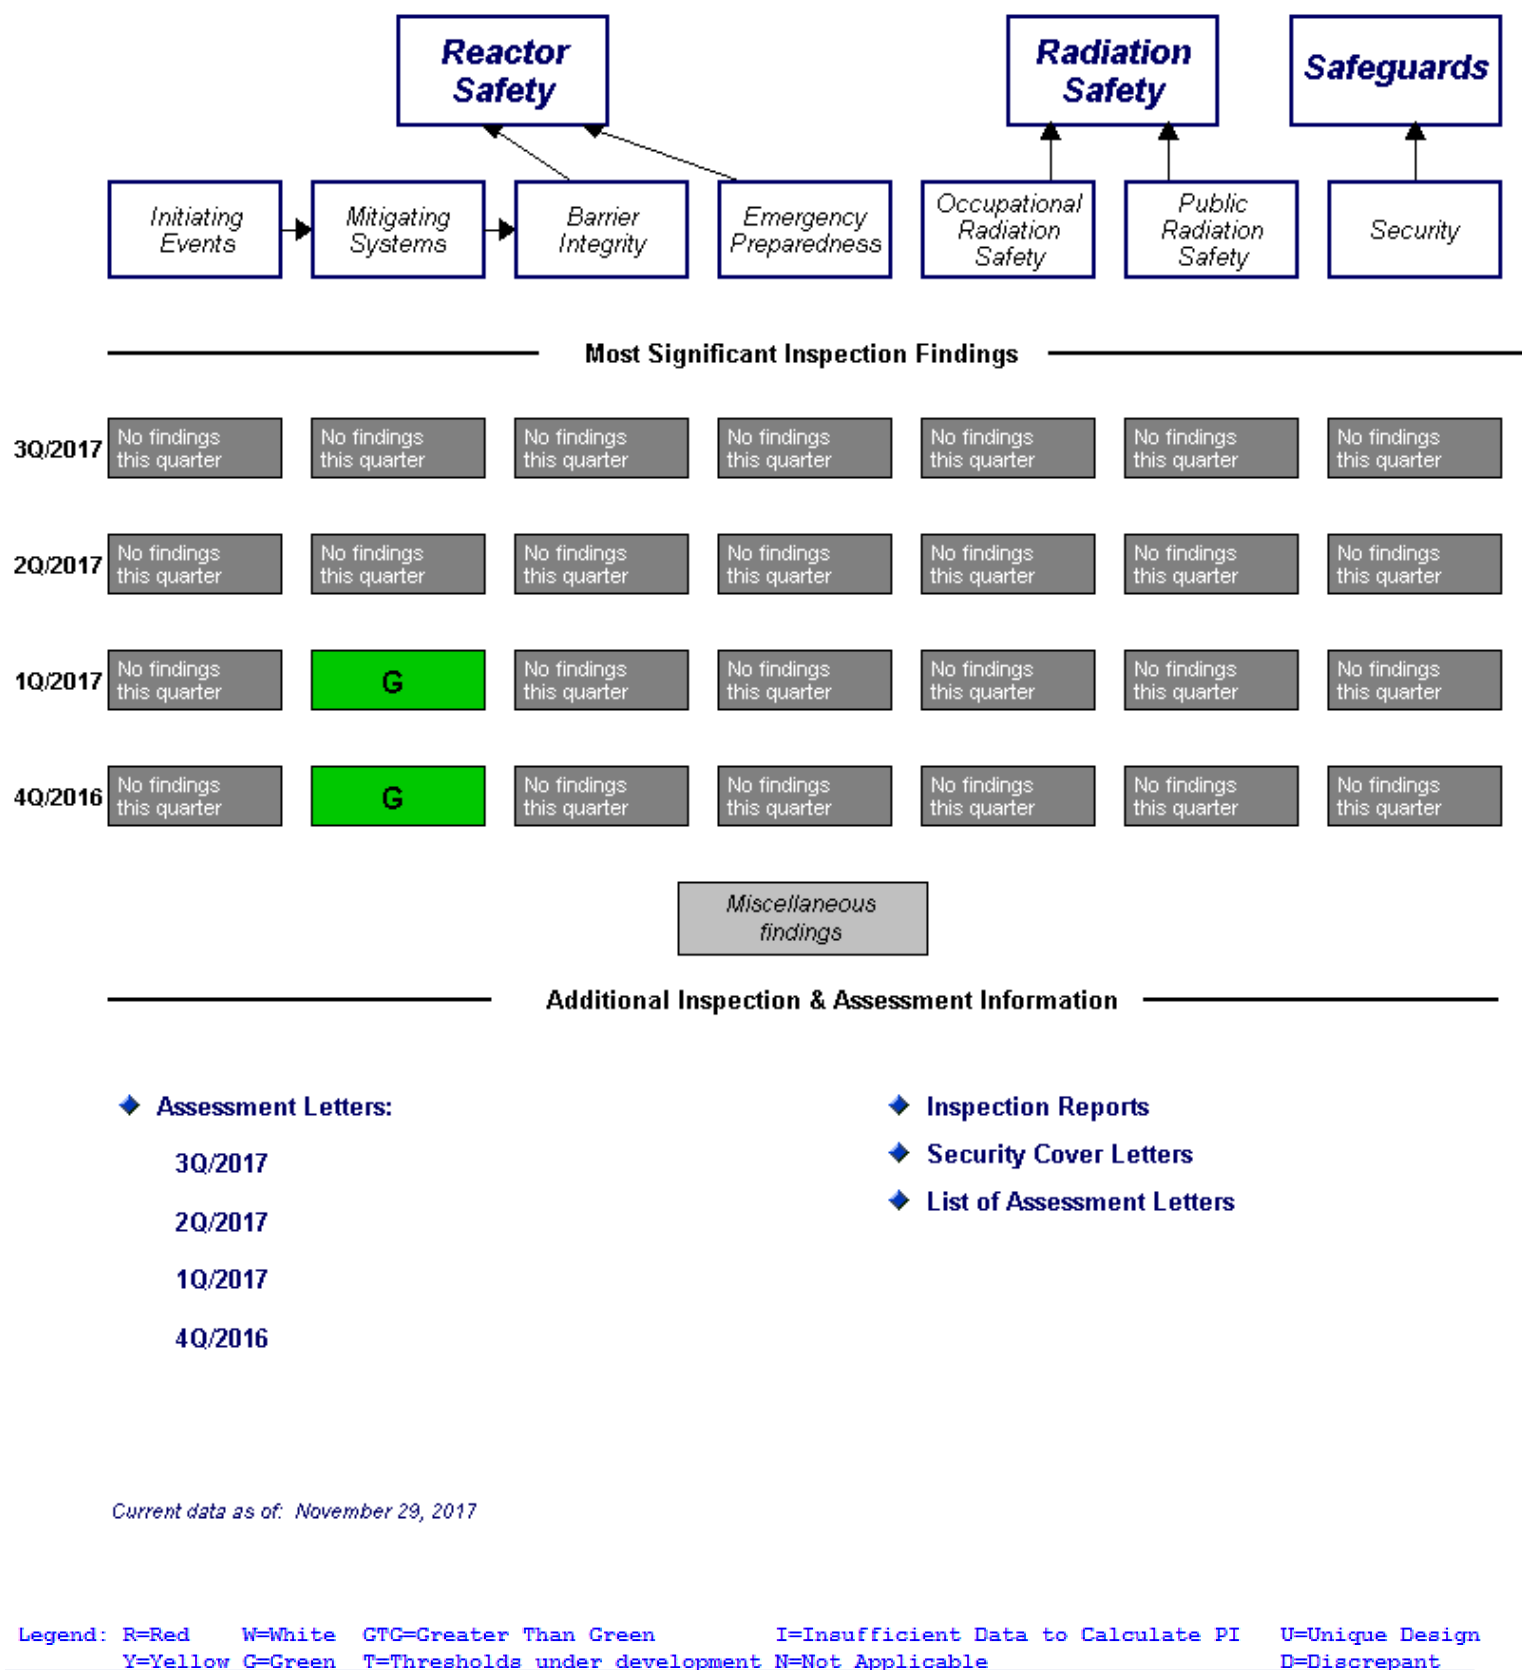 Reactor
Safety
Radiation
Safety
Safeguards
Initiating
Events
Mitigating
Systems
Barrier
Integrity
Emergency
Preparedness
Occupational
Radiation
Safety
Public
Radiation
Safety
Security
Most Significant Inspection Findings
3Q/2017
No findings
this quarter
No findings
this quarter
No findings
this quarter
No findings
this quarter
No findings
this quarter
No findings
this quarter
No findings
this quarter
2Q/2017
No findings
this quarter
No findings
this quarter
No findings
this quarter
No findings
this quarter
No findings
this quarter
No findings
this quarter
No findings
this quarter
1Q/2017
No findings
this quarter
G
No findings
this quarter
No findings
this quarter
No findings
this quarter
No findings
this quarter
No findings
this quarter
4Q/2016
No findings
this quarter
G
No findings
this quarter
No findings
this quarter
No findings
this quarter
No findings
this quarter
No findings
this quarter
Miscellaneous
findings
Additional Inspection & Assessment Information
Assessment Letters:
3Q/2017
2Q/2017
1Q/2017
4Q/2016
Inspection Reports
Security Cover Letters
List of Assessment Letters
Current data as of: November 29, 2017
Legend: R=Red W=White GTG=Greater Than Green I=Insufficient Data to Calculate PI U=Unique Design
Y=Yellow G=Green T=Thresholds under development N=Not Applicable D=Discrepant